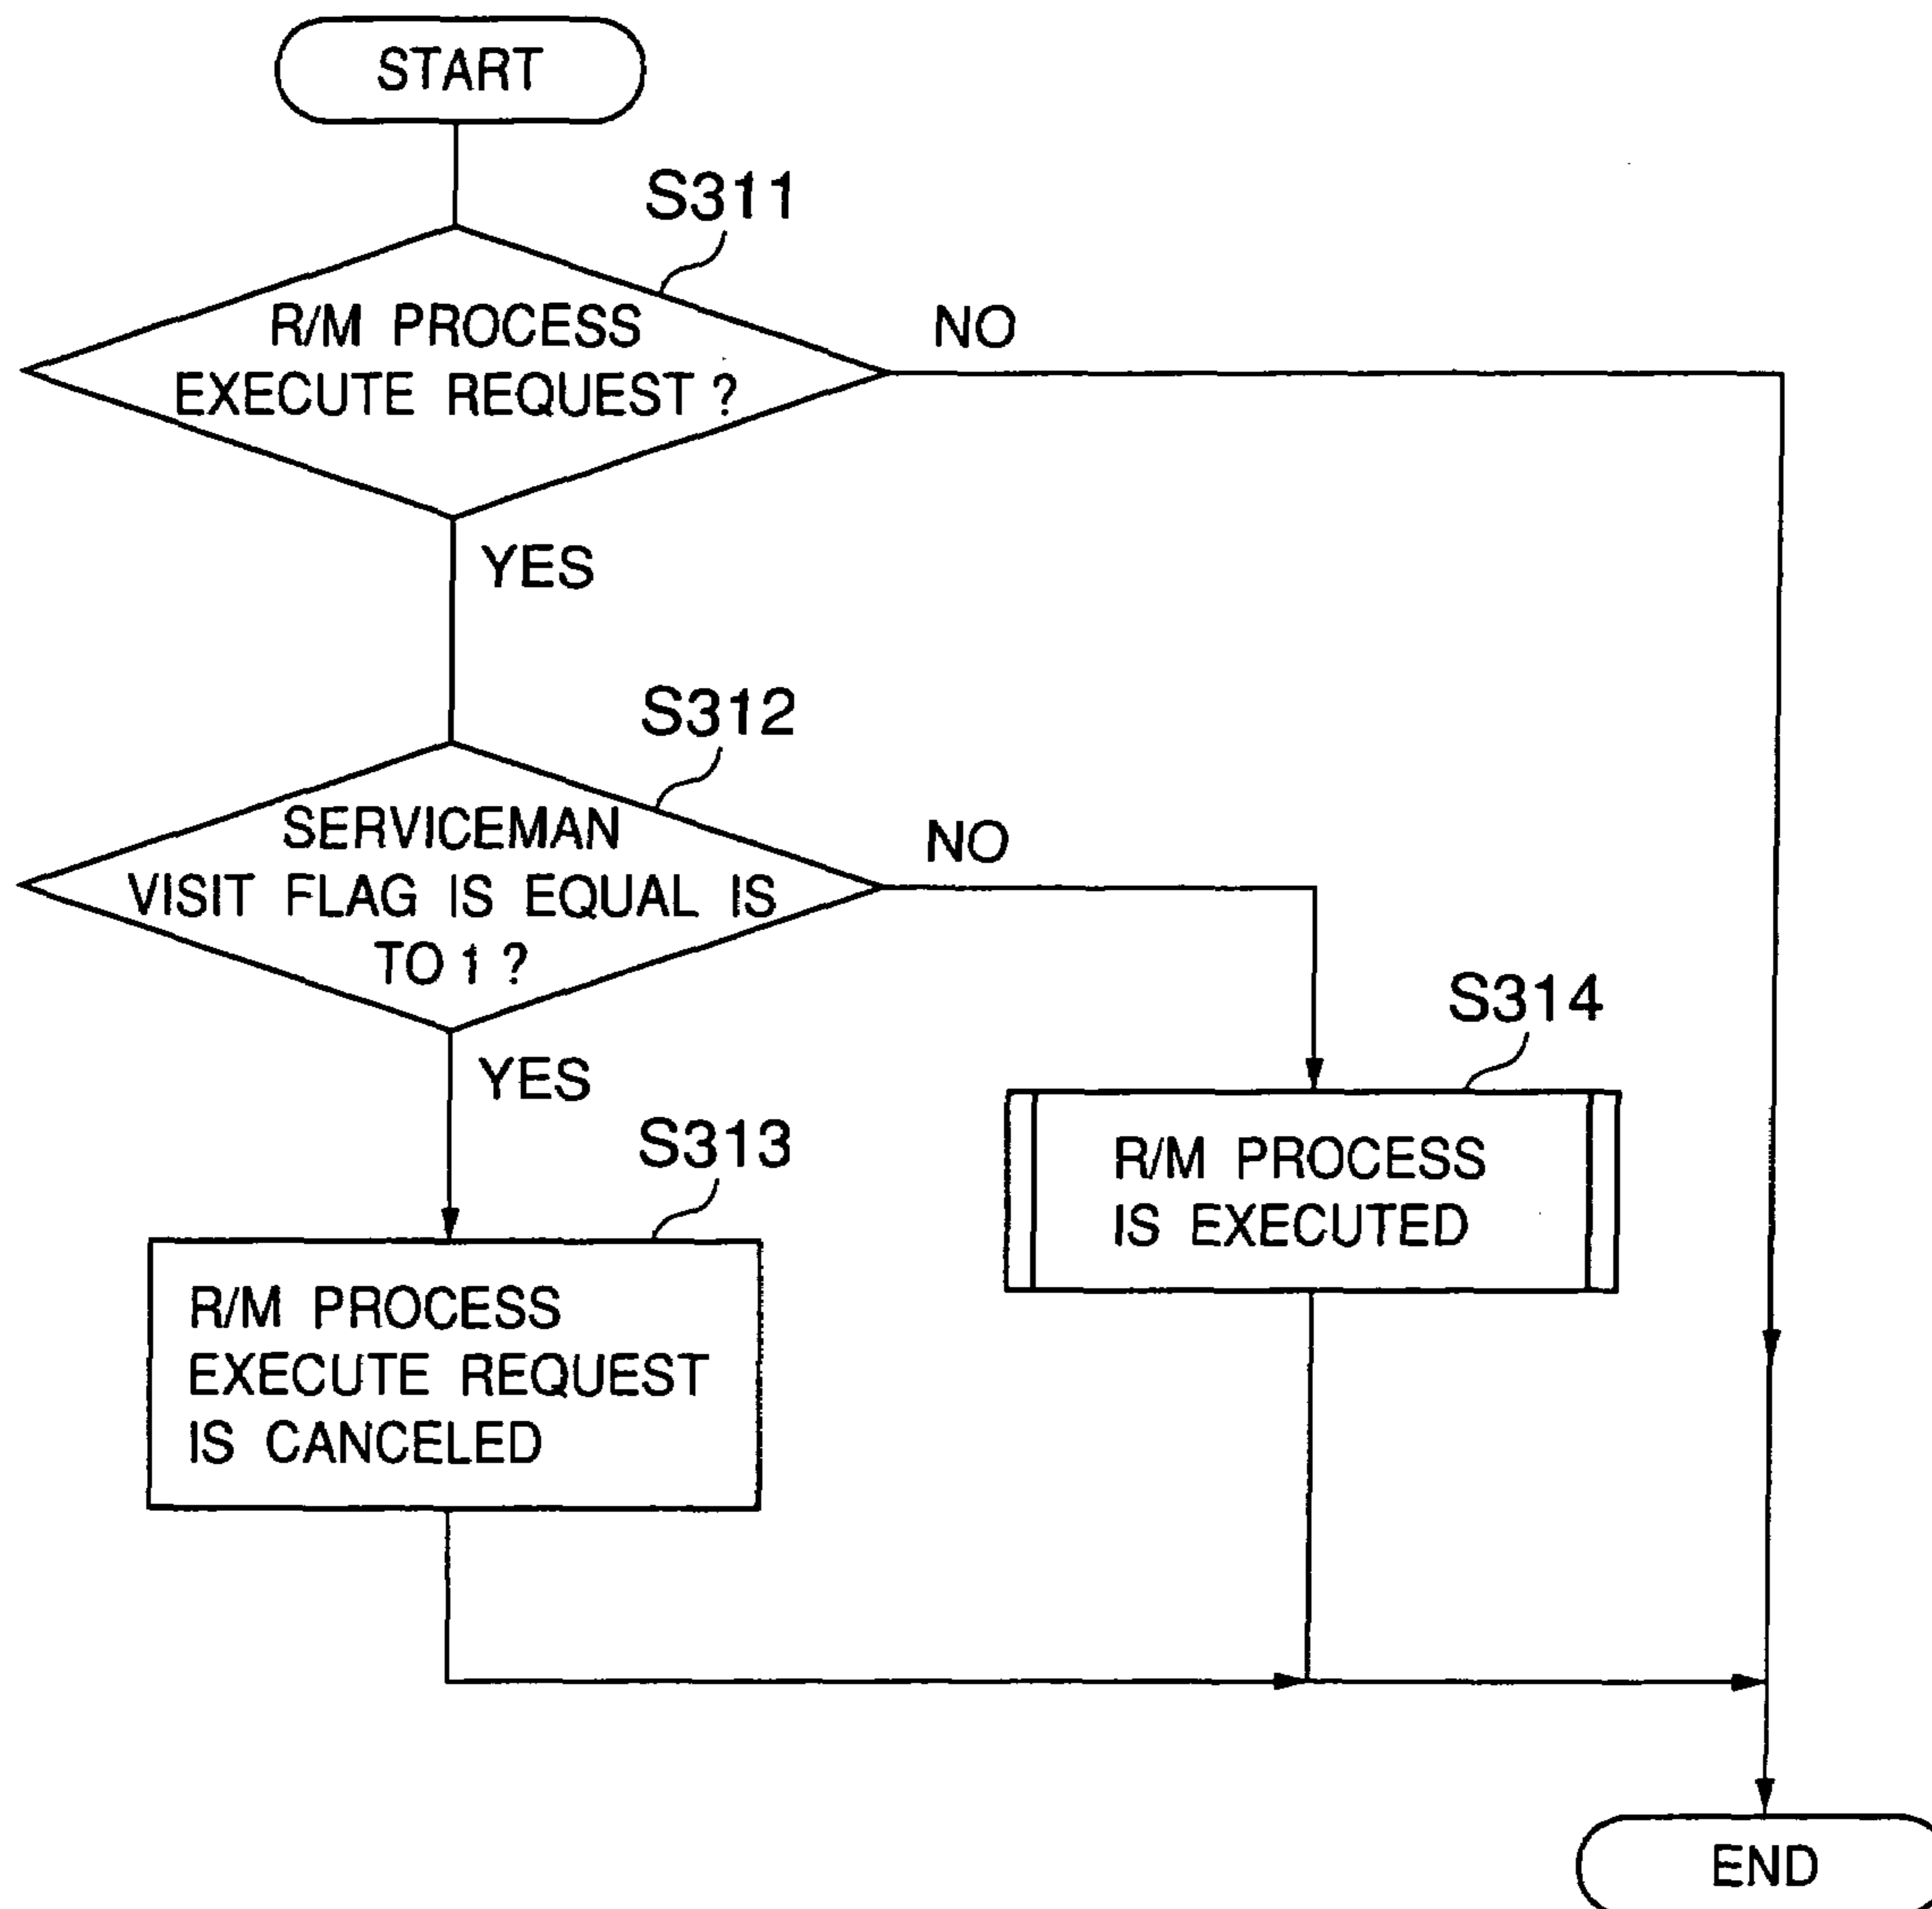 START
S311
R/M PROCESS
EXECUTE REQUEST ?
NO
YES
S312
SERVICEMAN
VISIT FLAG IS EQUAL IS
TO 1 ?
NO
YES
S314
R/M PROCESS
IS EXECUTED
S313
R/M PROCESS
EXECUTE REQUEST
IS CANCELED
END